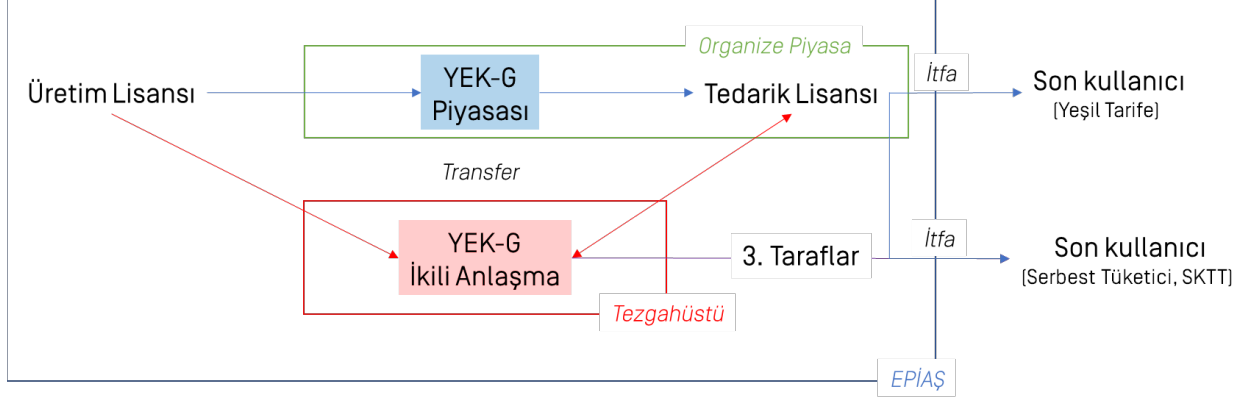 Organize Piyasa
İtfa
Üretim Lisansı
YEK-G
Piyasası
Tedarik Lisansı
Son kullanıcı
(Yeşil Tarife)
Transfer
YEK-G
İkili Anlaşma
3. Taraflar
İtfa
Son kullanıcı
(Serbest Tüketici, SKTT)
Tezgahüstü
EPİAŞ